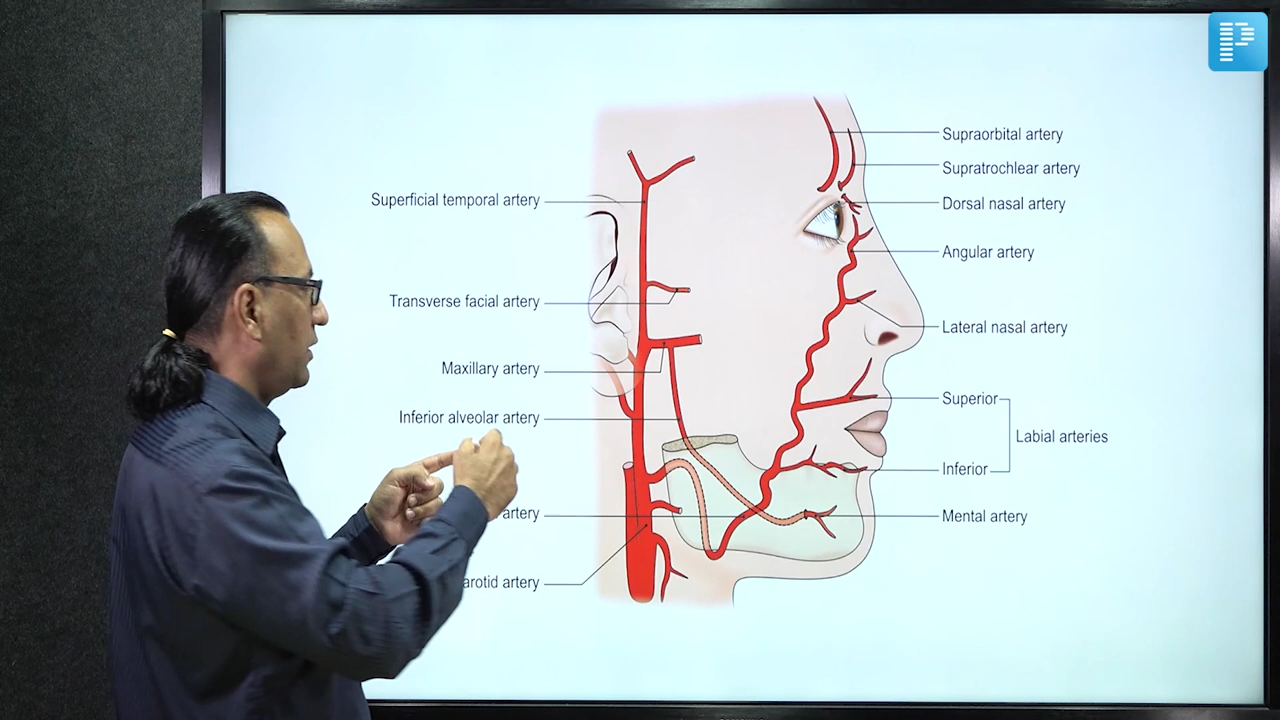 Superficial temporal artery
Transverse facial artery
Maxillary artery
Inferior alveolar artery
artery
artery
Supraorbital artery
Supratrochlear artery
Dorsal nasal artery
Angular artery
Lateral nasal artery
Superior
Labial arteries
Inferior
Mental artery
P